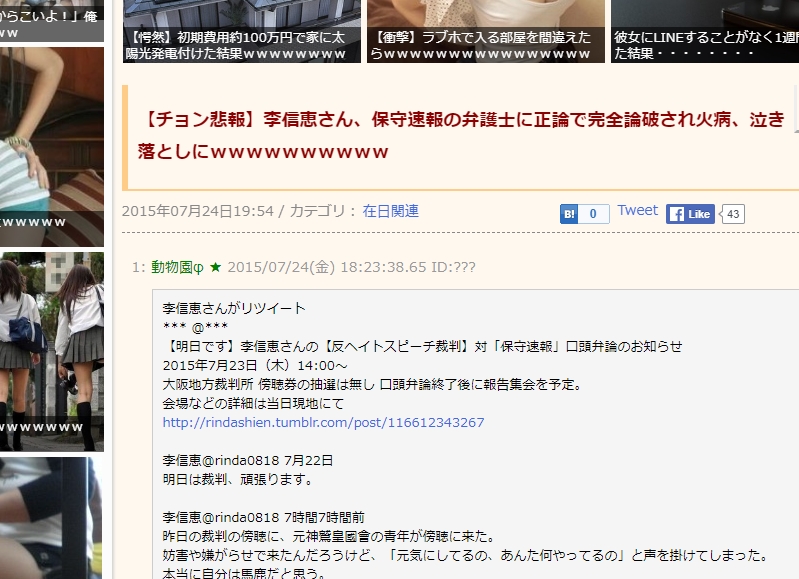 からこいよ！」俺
ｗｗ
【愕然】初期費用約100万円で家に太
陽光発電付けた結果ｗｗｗｗｗｗｗｗ
【衝撃】ラブホで入る部屋を間違えた
らｗｗｗｗｗｗｗｗｗｗｗｗｗｗｗｗ
彼女にLINEすることがなく1週間
た結果・・・・・・・・
【チョン悲報】李信恵さん、保守速報の弁護士に正論で完全論破され火病、泣き
落としにｗｗｗｗｗｗｗｗｗｗ
2015年07月24日19:54 / カテゴリ： 在日関連
B! 0 Tweet Like 43
ｗｗｗｗｗ
1: 動物園φ ★ 2015/07/24(金) 18:23:38.65 ID:???
李信恵さんがリツイート
*** @***
【明日です】李信恵さんの【反ヘイトスピーチ裁判】対「保守速報」口頭弁論のお知らせ
2015年7月23日（木）14:00～
大阪地方裁判所 傍聴券の抽選は無し 口頭弁論終了後に報告集会を予定。
会場などの詳細は当日現地にて
http://rindashien.tumblr.com/post/116612343267
ｗｗｗｗｗｗｗ
李信恵@rinda0818 7月22日
明日は裁判、頑張ります。
李信恵@rinda0818 7時間7時間前
昨日の裁判の傍聴に、元神鷲皇國會の青年が傍聴に来た。
妨害や嫌がらせで来たんだろうけど、「元気にしてるの、あんた何やってるの」と声を掛けてしまった。
本当に自分は馬鹿だと思う。